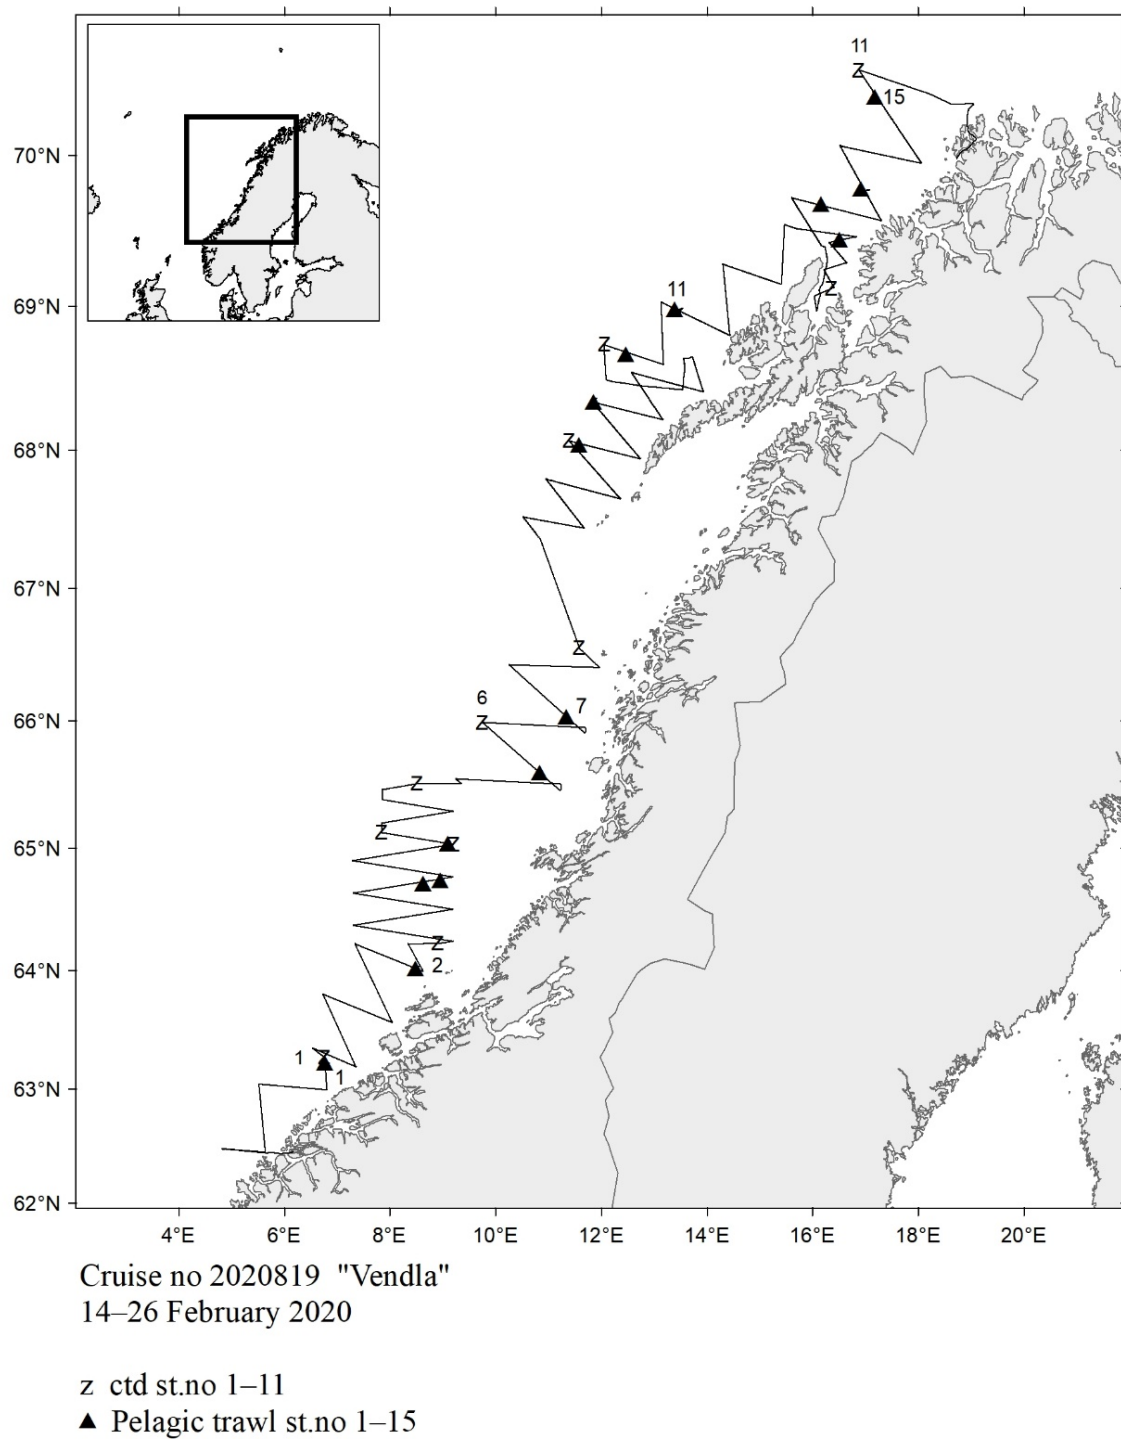 11
Z
15
70°N
Z
69°N
11
Z
68°N
Z
67°N
Z
6
7
66°N
Z
Z
Z
65°N
Z
Z
64°N
2
1 Z
1
63°N
62°N
4°E 6°E 8°E 10°E 12°E 14°E 16°E 18°E 20°E
Cruise no 2020819 "Vendla"
14–26 February 2020
z ctd st.no 1–11
▲ Pelagic trawl st.no 1–15